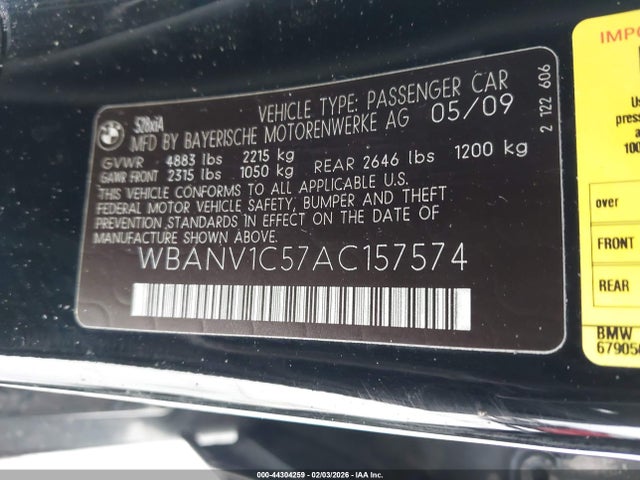 528xiA
VEHICLE TYPE: PASSENGER CAR
MFD BY BAYERISCHE MOTORENWERKE AG 05/09
GVWR 4883 lbs 2215 kg
GAWR FRONT 2315 lbs 1050 kg REAR 2646 lbs 1200 kg
THIS VEHICLE CONFORMS TO ALL APPLICABLE U.S.
FEDERAL MOTOR VEHICLE SAFETY, BUMPER AND THEFT
PREVENTION STANDARDS IN EFFECT ON THE DATE OF
MANUFACTURE SHOWN ABOVE.
WBANV1C57AC157574
2 122 606
over
FRONT
REAR
BMW
000-44304259 - 02/03/2026 - IAA Inc.